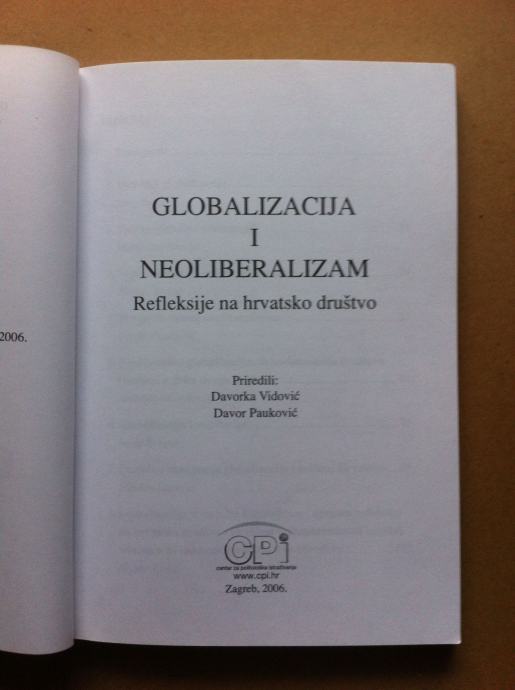 2006.
GLOBALIZACIJA
I
NEOLIBERALIZAM
Refleksije na hrvatsko društvo
Priredili:
Davorka Vidović
Davor Pauković
CPi
centar za politološka istraživanja
www.cpi.hr
Zagreb, 2006.